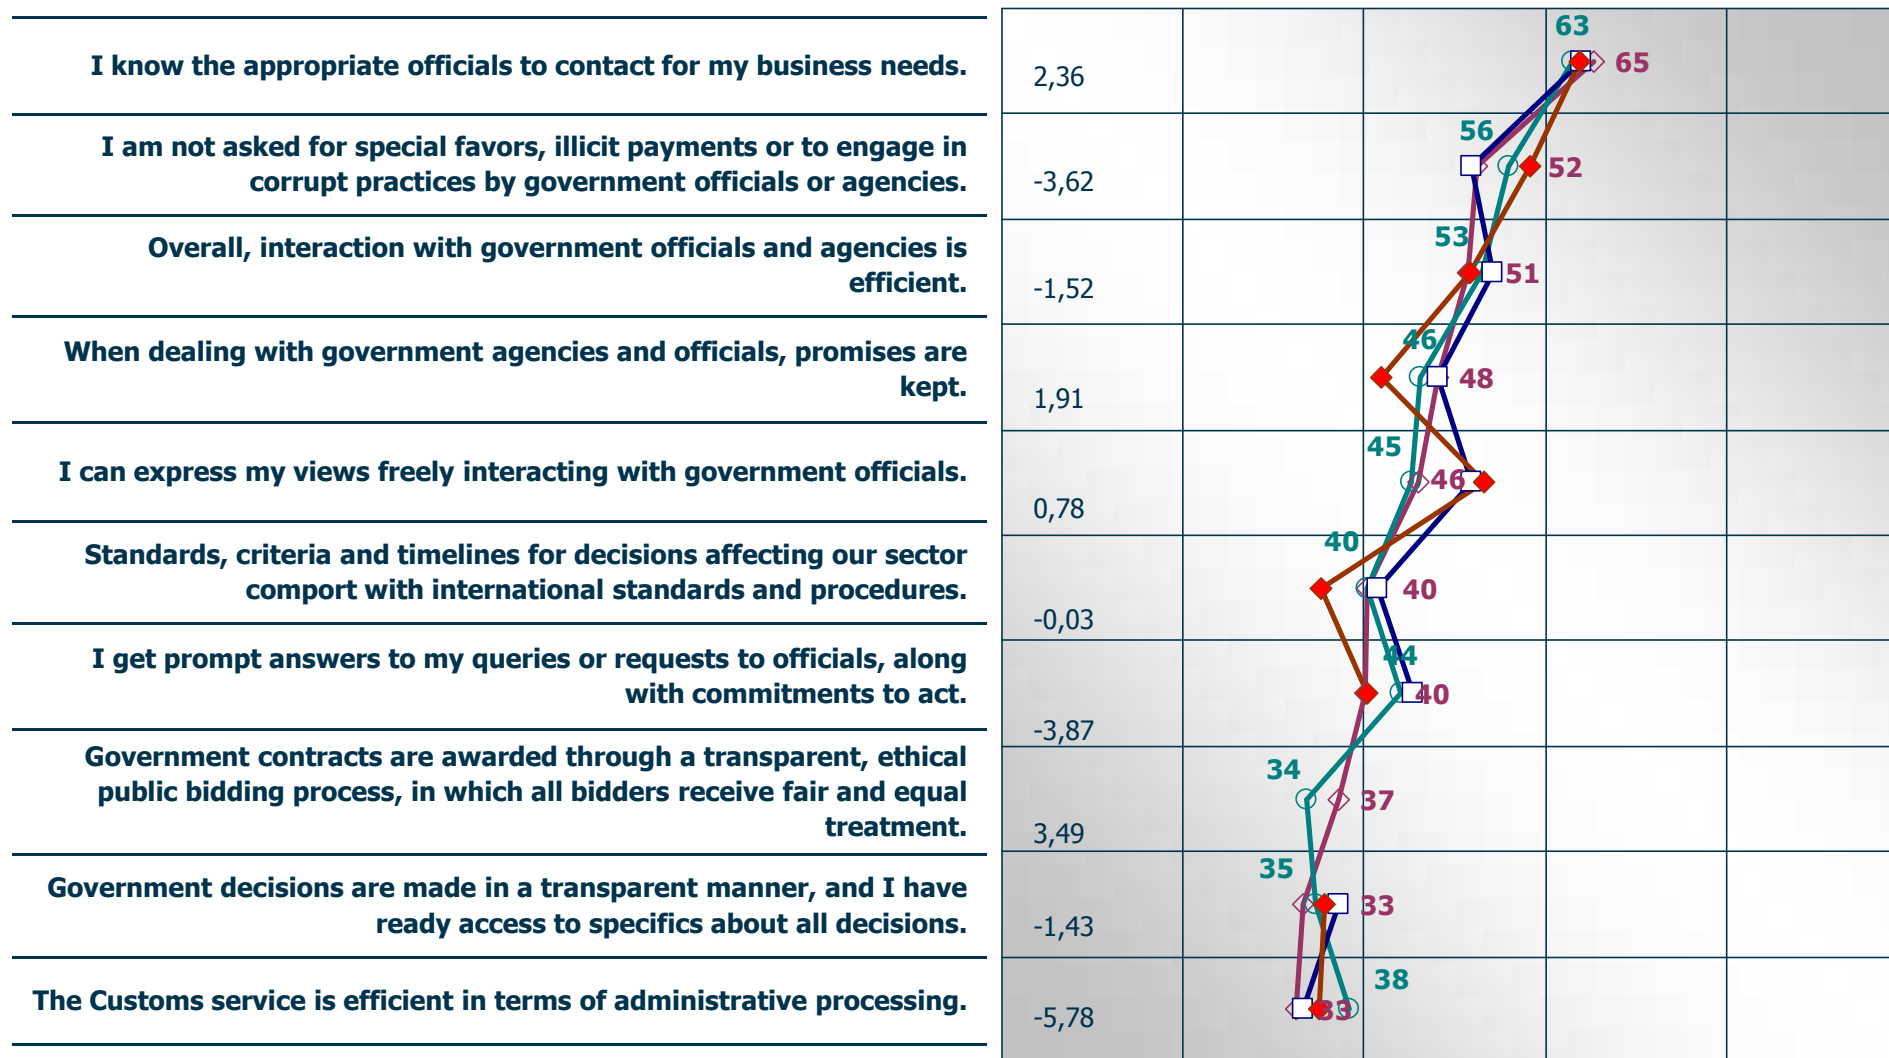 63
I know the appropriate officials to contact for my business needs.
2,36
65
I am not asked for special favors, illicit payments or to engage in
corrupt practices by government officials or agencies.
-3,62
56
52
Overall, interaction with government officials and agencies is
efficient.
-1,52
53
51
When dealing with government agencies and officials, promises are
kept.
1,91
46
48
I can express my views freely interacting with government officials.
0,78
45
46
Standards, criteria and timelines for decisions affecting our sector
comport with international standards and procedures.
-0,03
40
40
I get prompt answers to my queries or requests to officials, along
with commitments to act.
-3,87
44
40
Government contracts are awarded through a transparent, ethical
public bidding process, in which all bidders receive fair and equal
treatment.
3,49
34
37
Government decisions are made in a transparent manner, and I have
ready access to specifics about all decisions.
-1,43
35
33
The Customs service is efficient in terms of administrative processing.
-5,78
38
33